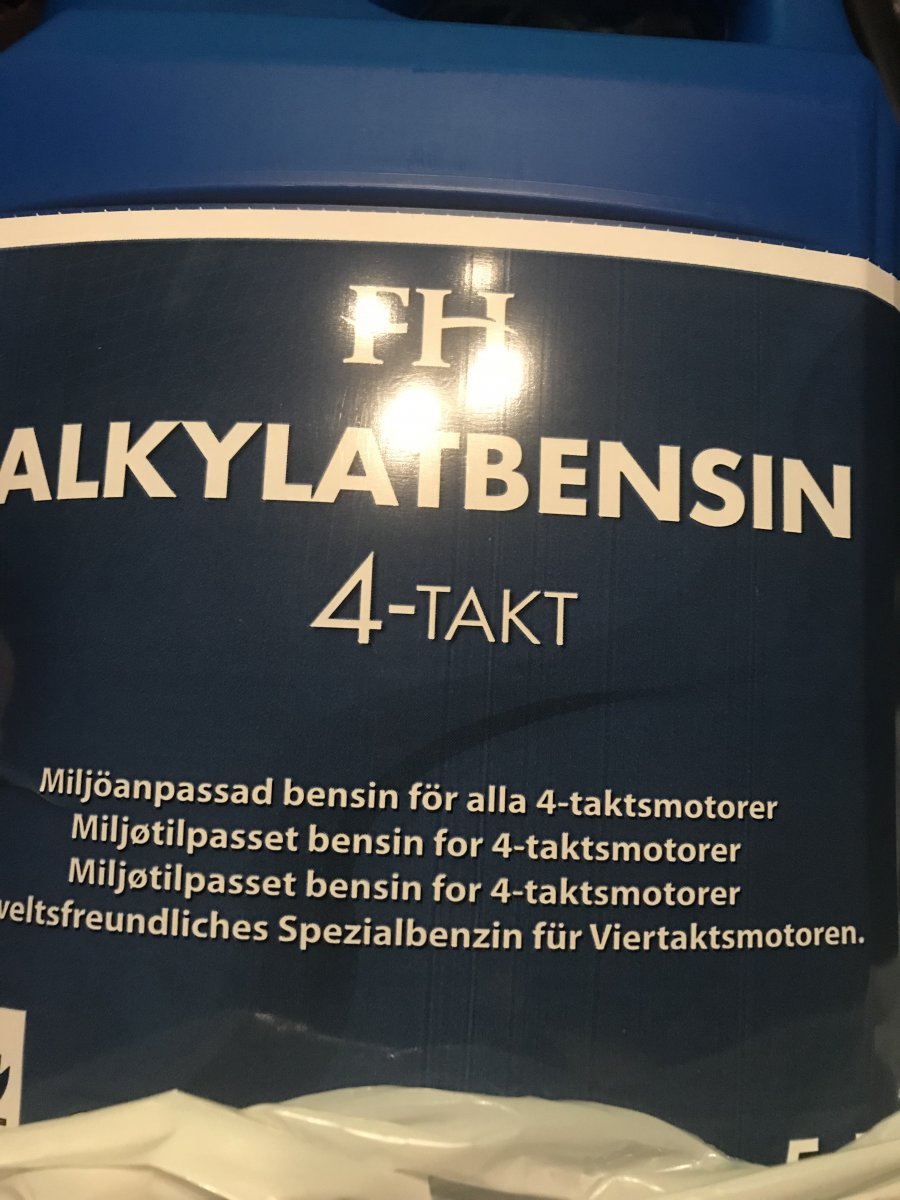 FH
ALKYLATBENSIN
4-TAKT
Miljöanpassad bensin för alla 4-taktsmotorer
Miljøtilpasset bensin for 4-taktsmotorer
Miljøtilpasset bensin for 4-taktsmotorer
weltsfreundliches Spezialbenzin für Viertaktsmotoren.